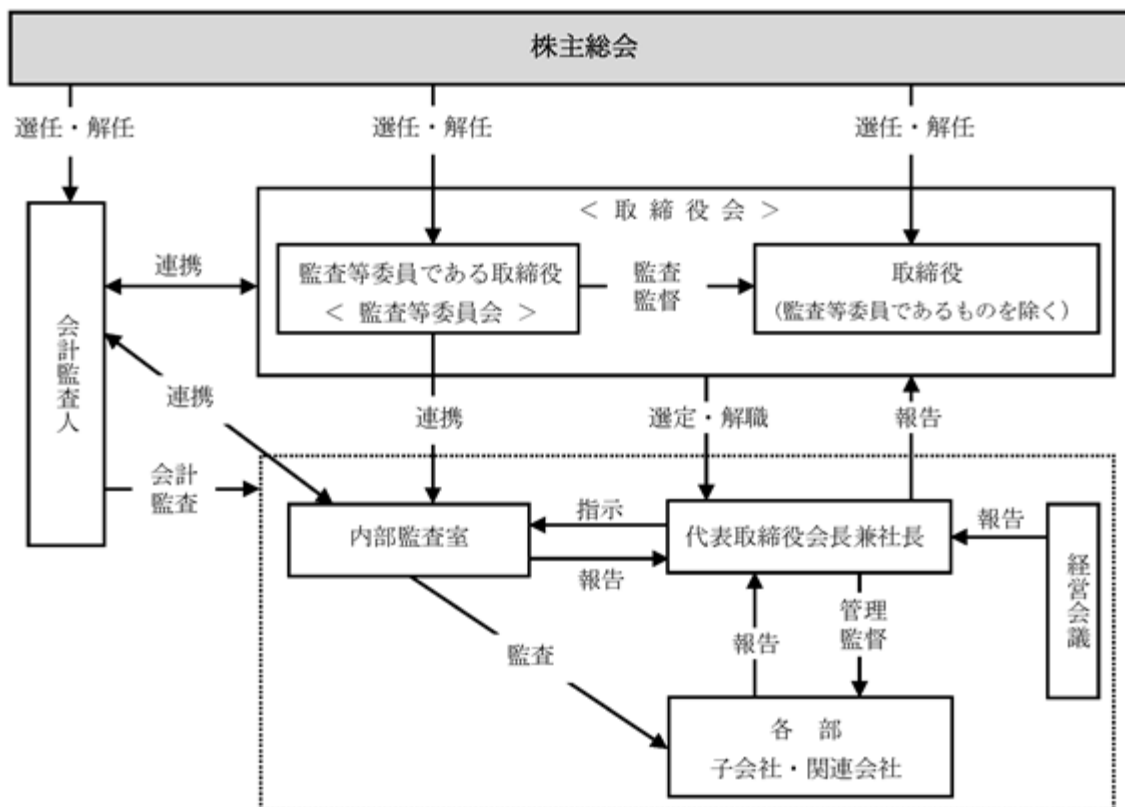 株主総会
選任・解任
選任・解任
選任・解任
< 取 締 役 会 >
連携
監査等委員である取締役
< 監査等委員会 >
監査
監督
取締役
(監査等委員であるものを除く)
会計監査人
連携
連携
選定・解職
報告
会計
監査
内部監査室
指示
報告
代表取締役会長兼社長
報告
経営会議
監査
報告
管理
監督
各 部
子会社・関連会社